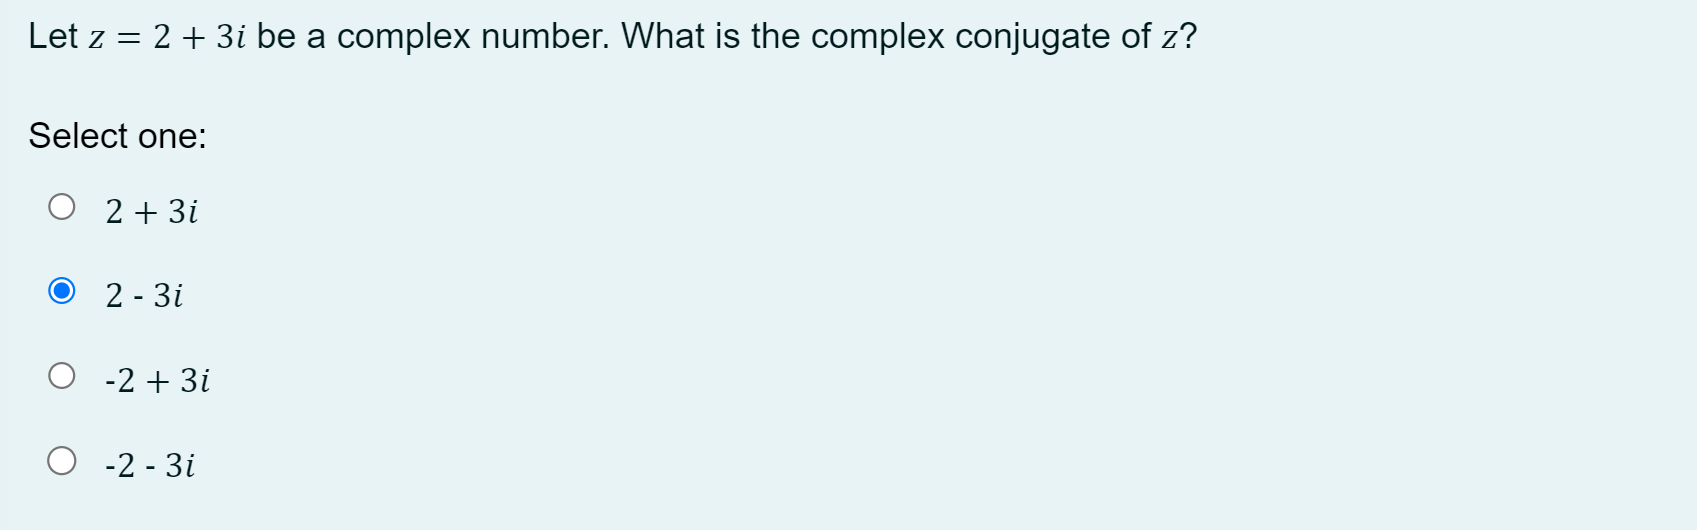 Let z = 2 + 3i be a complex number. What is the complex conjugate of z?
Select one:
2 + 3i
2 - 3i
-2 + 3i
-2 - 3i